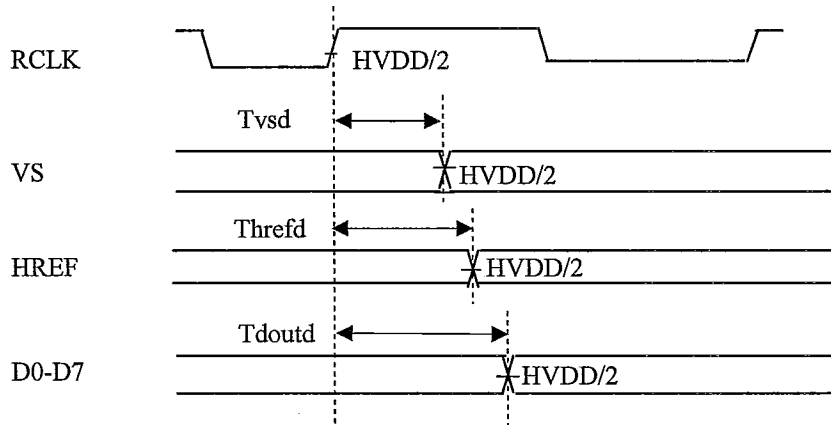 RCLK
HVDD/2
Tvsd
VS
HVDD/2
Threfd
HREF
HVDD/2
Tdoutd
D0-D7
HVDD/2